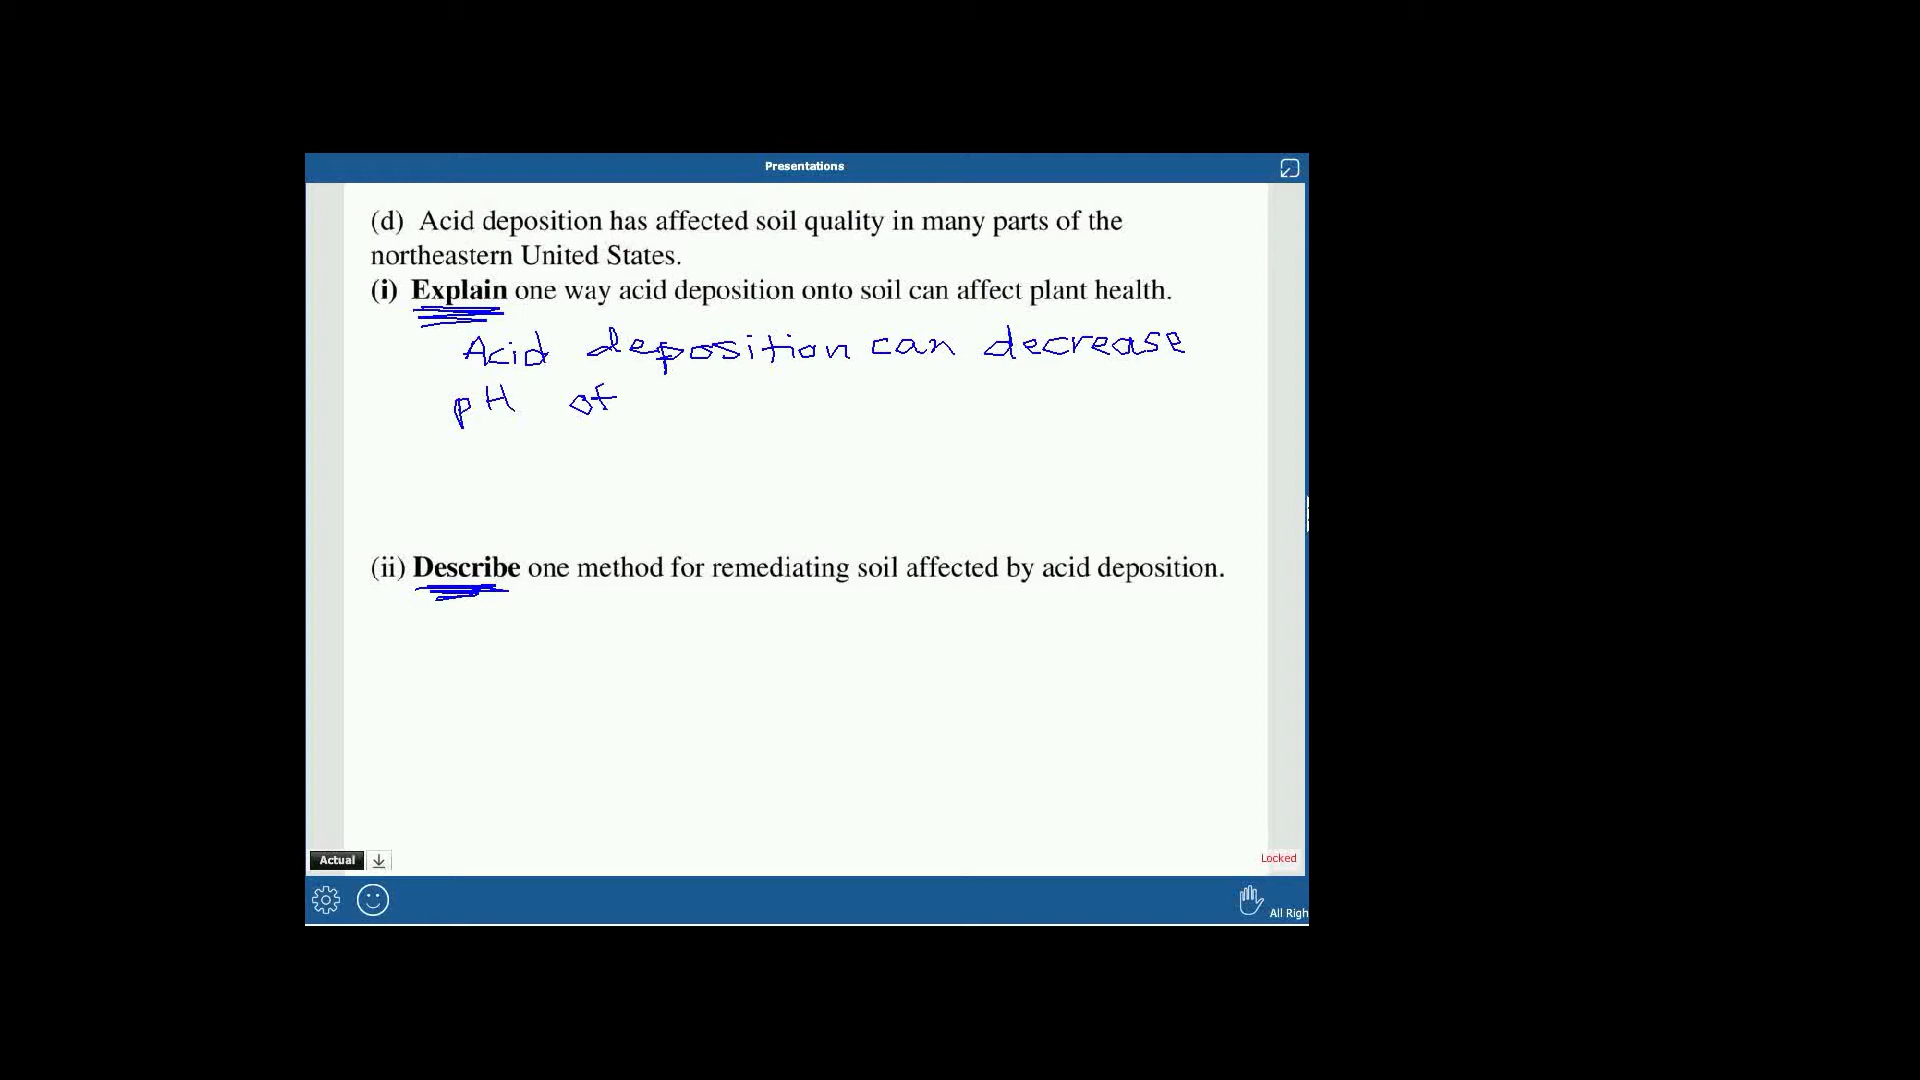 Presentations
(d) Acid deposition has affected soil quality in many parts of the
northeastern United States.
(i) Explain one way acid deposition onto soil can affect plant health.
Acid deposition can decrease
pH of
(ii) Describe one method for remediating soil affected by acid deposition.
Actual
Locked
All Righ